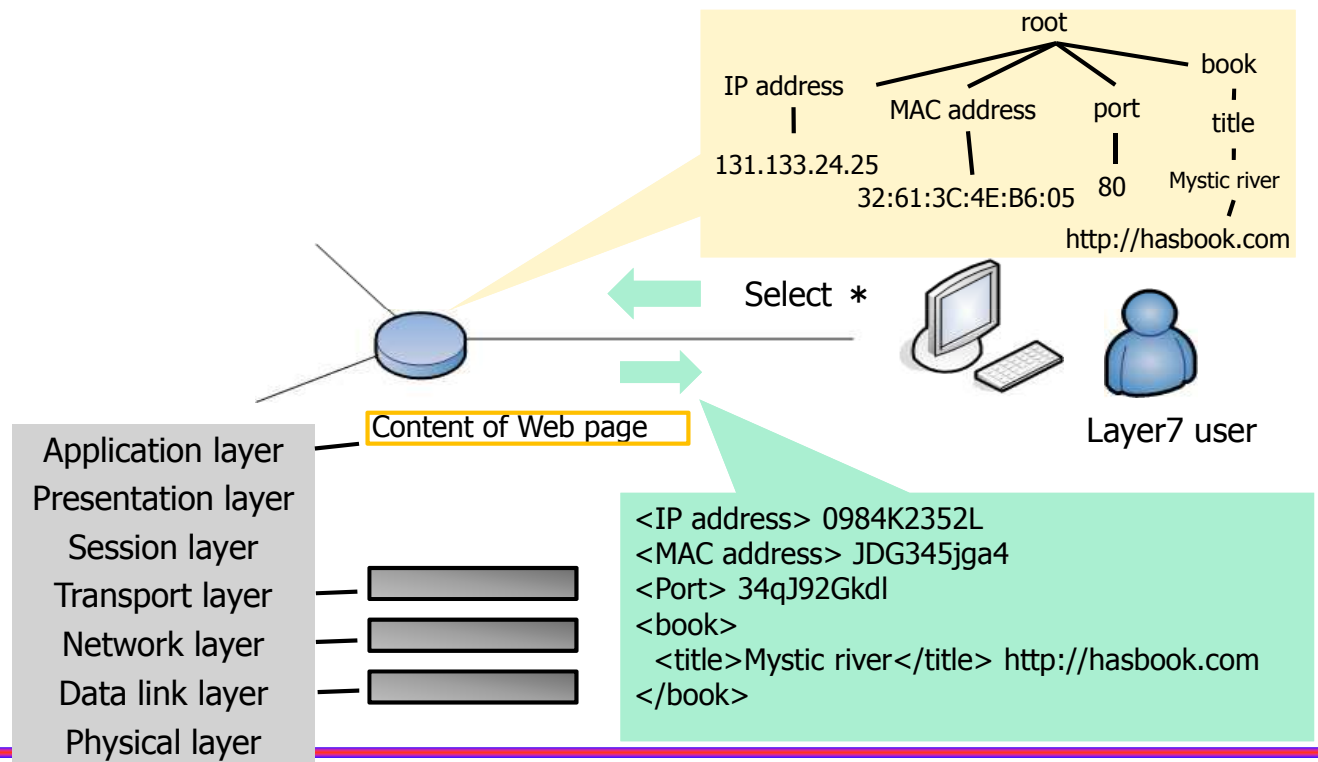 root
IP address
MAC address
port
book
title
131.133.24.25
32:61:3C:4E:B6:05
80
Mystic river
http://hasbook.com
Select *
Layer7 user
Content of Web page
Application layer
Presentation layer
Session layer
Transport layer
Network layer
Data link layer
Physical layer
<IP address> 0984K2352L
<MAC address> JDG345jga4
<Port> 34qJ92Gkdl
<book>
<title>Mystic river</title> http://hasbook.com
</book>